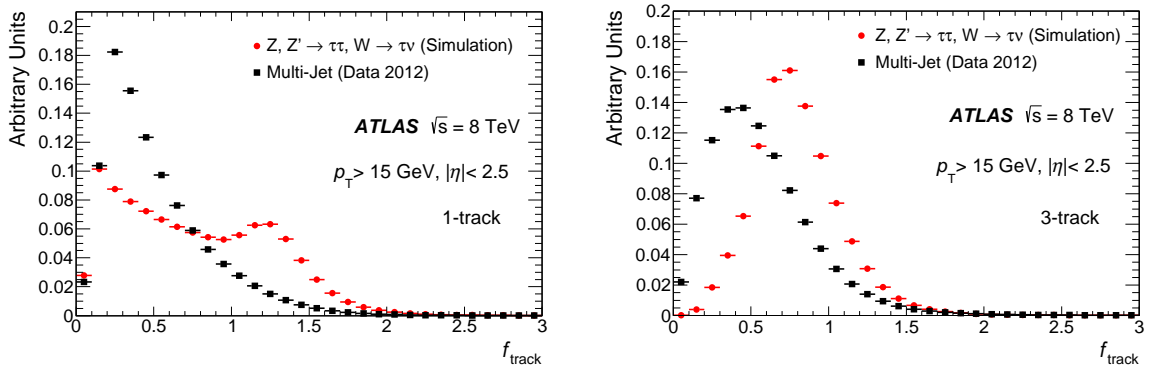 Arbitrary Units
0.2
0.18
0.16
0.14
0.12
0.1
0.08
0.06
0.04
0.02
0
Z, Z' → ττ, W → τν (Simulation)
Multi-Jet (Data 2012)
ATLAS √s = 8 TeV
p_T > 15 GeV, |η|< 2.5
1-track
0 0.5 1 1.5 2 2.5 3
f_track
Arbitrary Units
0.2
0.18
0.16
0.14
0.12
0.1
0.08
0.06
0.04
0.02
0
Z, Z' → ττ, W → τν (Simulation)
Multi-Jet (Data 2012)
ATLAS √s = 8 TeV
p_T > 15 GeV, |η|< 2.5
3-track
0 0.5 1 1.5 2 2.5 3
f_track